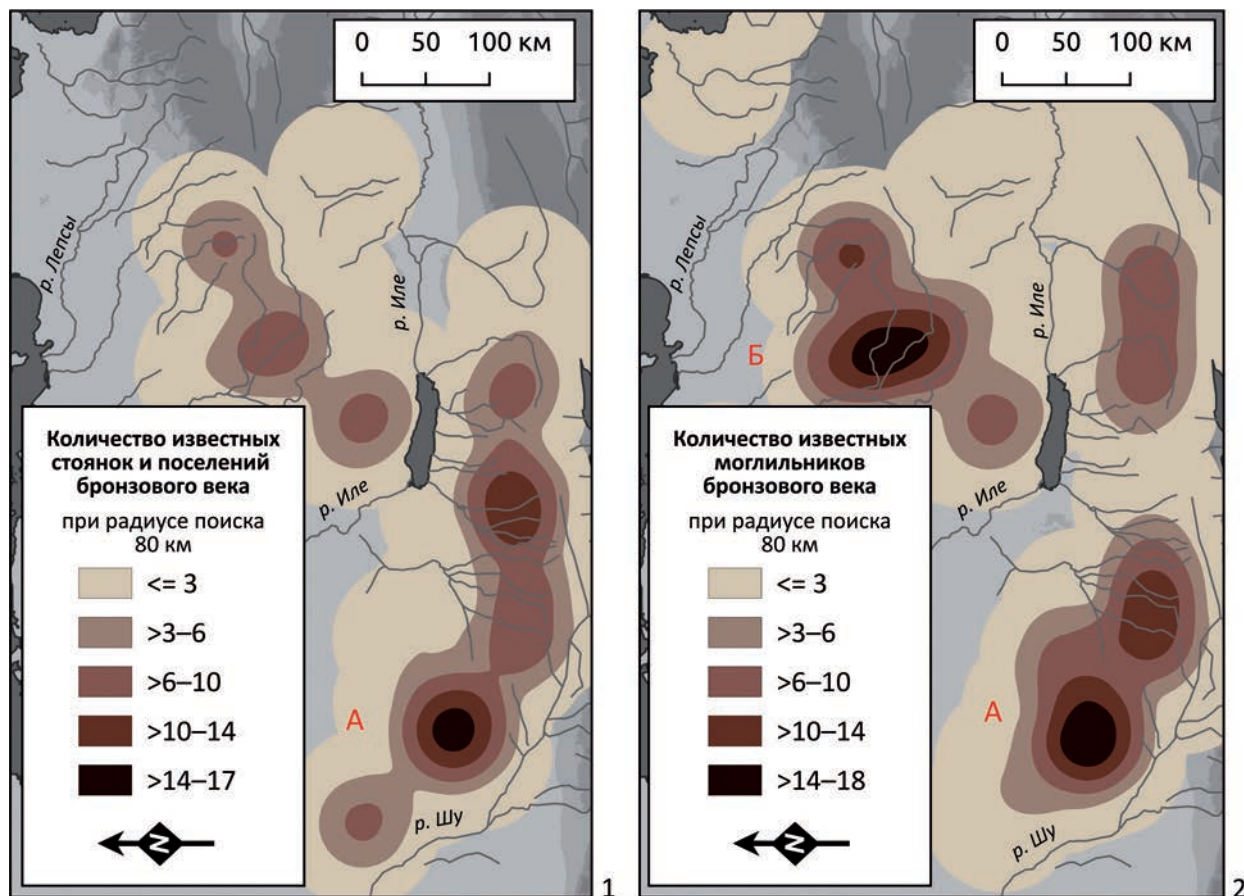 0 50 100 км
р. Лепсы
р. Иле
р. Иле
Количество известных
стоянок и поселений
бронзового века
при радиусе поиска
80 км
<= 3
>3–6
>6–10
>10–14
>14–17
N
А
р. Шу
1
0 50 100 км
р. Лепсы
р. Иле
Б
р. Иле
Количество известных
моглильников
бронзового века
при радиусе поиска
80 км
<= 3
>3–6
>6–10
>10–14
>14–18
N
А
р. Шу
2